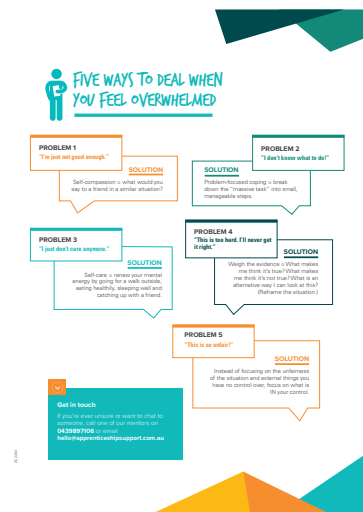 FIVE WAYS TO DEAL WHEN
YOU FEEL OVERWHELMED
PROBLEM 1
"I'm just not good enough."
SOLUTION
Self-compassion = what would you
say to a friend in a similar situation?
PROBLEM 2
"I don't know what to do!"
SOLUTION
Problem-focused coping = break
down the "massive task" into small,
manageable steps.
PROBLEM 3
"I just don't care anymore."
SOLUTION
Self-care = renew your mental
energy by going for a walk outside,
eating healthily, sleeping well and
catching up with a friend.
PROBLEM 4
"This is too hard. I'll never get
it right."
SOLUTION
Weigh the evidence = What makes
me think it's true? What makes
me think it's not true? What is an
alternative way I can look at this?
(Reframe the situation.)
PROBLEM 5
"This is so unfair!"
SOLUTION
Instead of focusing on the unfairness
of the situation and external things you
have no control over, focus on what is
IN your control.
Get in touch
If you're ever unsure or want to chat to
someone, call one of our mentors on
0439897106 or email
hello@apprenticeshipsupport.com.au